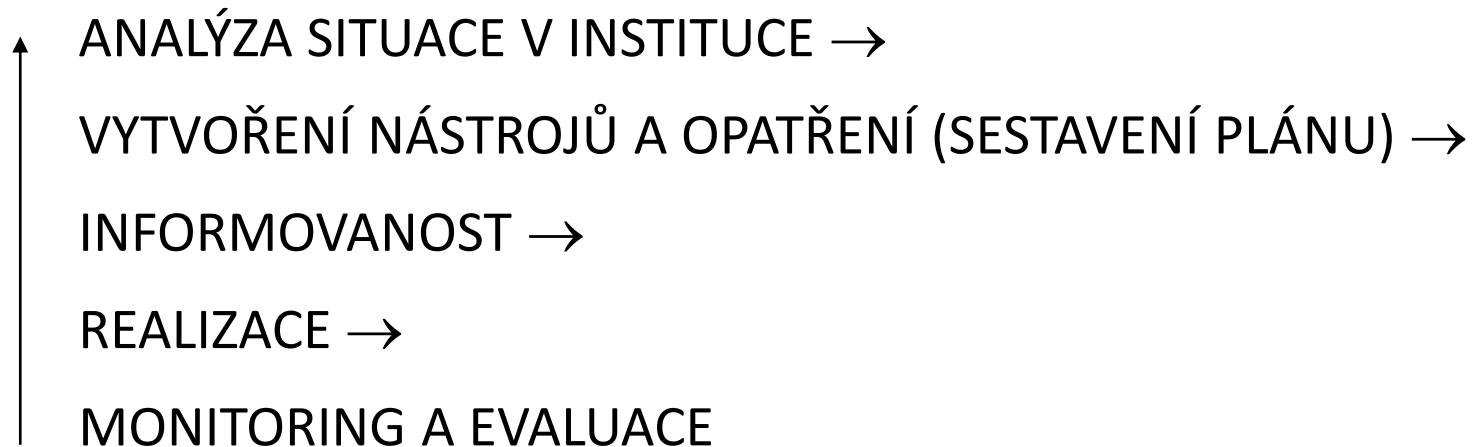 ANALÝZA SITUACE V INSTITUCE →
VYTVOŘENÍ NÁSTROJŮ A OPATŘENÍ (SESTAVENÍ PLÁNU) →
INFORMOVANOST →
REALIZACE →
MONITORING A EVALUACE